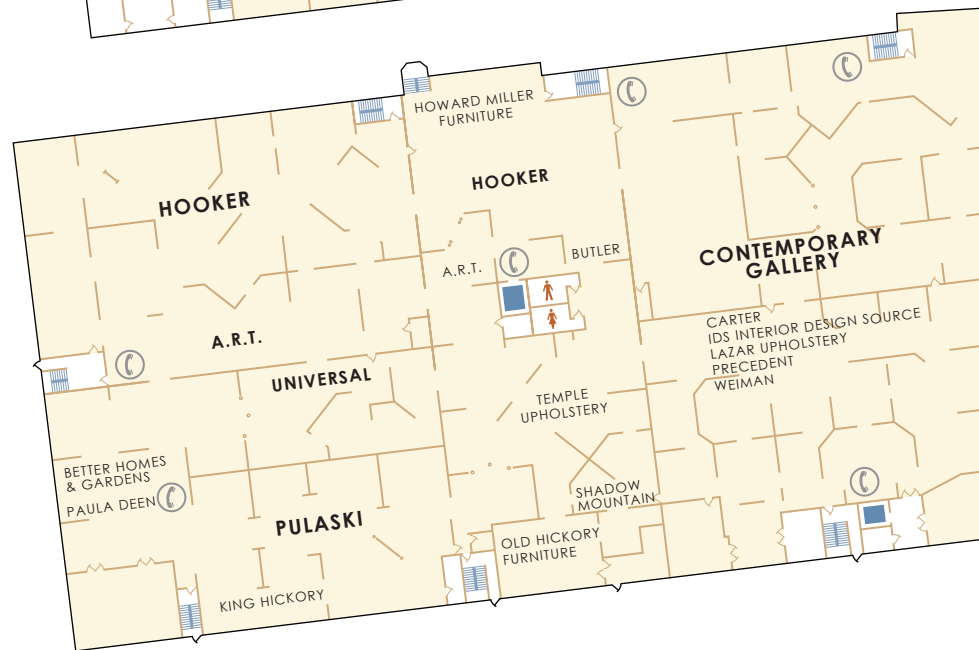 HOWARD MILLER
FURNITURE
HOOKER
HOOKER
A.R.T.
BUTLER
CONTEMPORARY
GALLERY
CARTER
IDS INTERIOR DESIGN SOURCE
LAZAR UPHOLSTERY
PRECEDENT
WEIMAN
A.R.T.
UNIVERSAL
TEMPLE
UPHOLSTERY
BETTER HOMES
& GARDENS
PAULA DEEN
SHADOW
MOUNTAIN
PULASKI
OLD HICKORY
FURNITURE
KING HICKORY